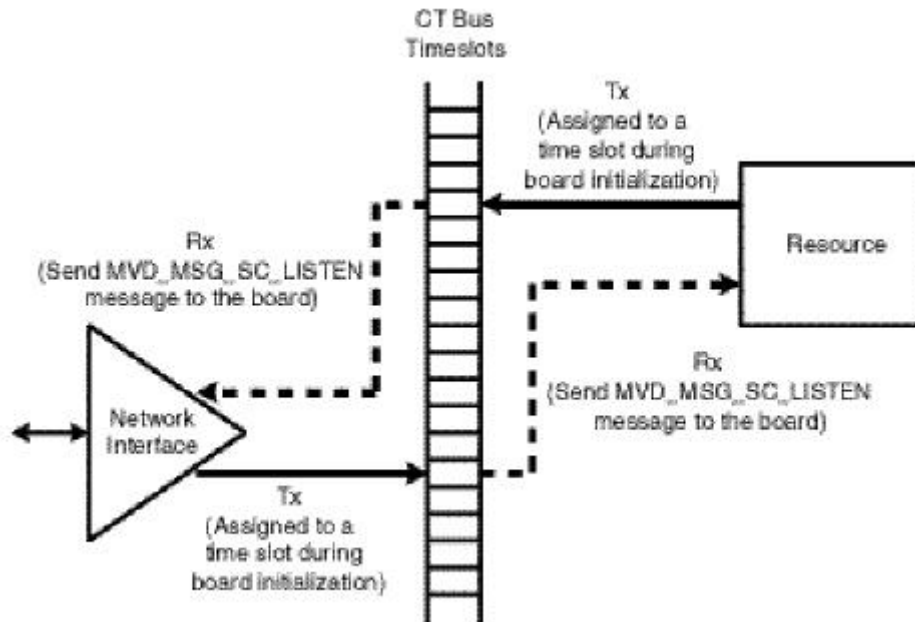 CT Bus
Timeslots
Tx
(Assigned to a
time slot during
board initialization)
Resource
Rx
(Send MVD_MSG_SC_LISTEN
message to the board)
Rx
(Send MVD_MSG_SC_LISTEN
message to the board)
Network
Interface
Tx
(Assigned to a
time slot during
board initialization)